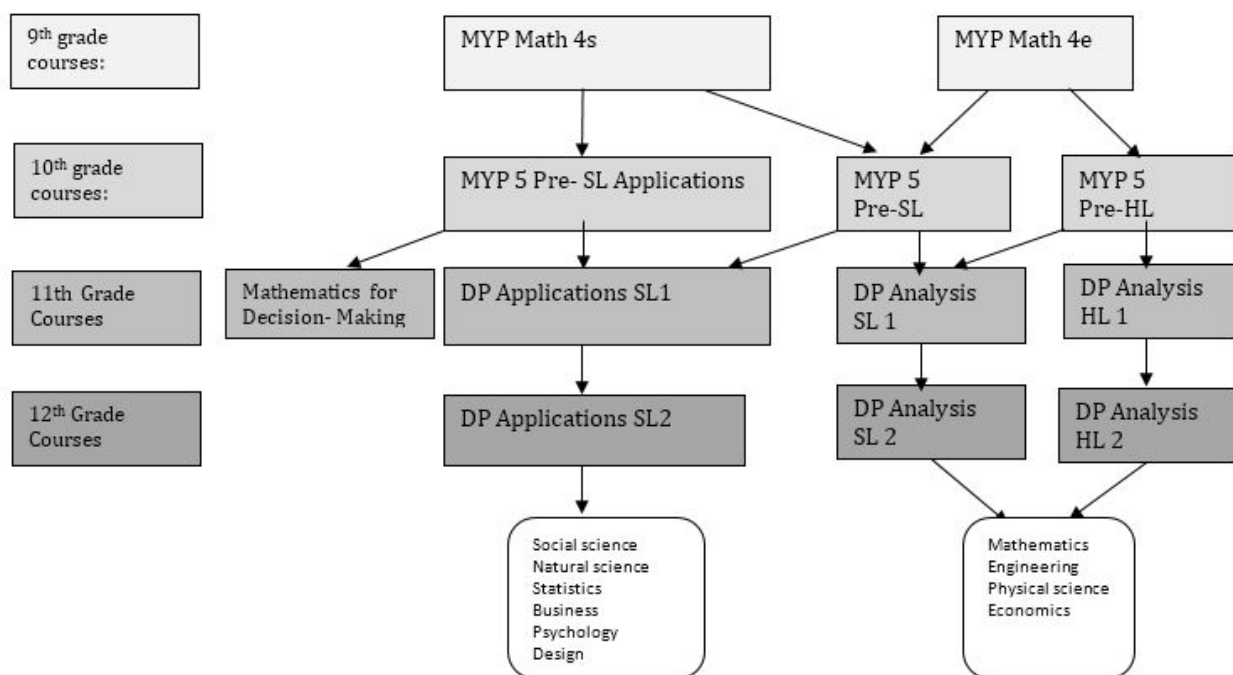 9th grade
courses:
MYP Math 4s
MYP Math 4e
10th grade
courses:
MYP 5 Pre- SL Applications
MYP 5
Pre-SL
MYP 5
Pre-HL
11th Grade
Courses
Mathematics for
Decision- Making
DP Applications SL1
DP Analysis
SL 1
DP Analysis
HL 1
12th Grade
Courses
DP Applications SL2
DP Analysis
SL 2
DP Analysis
HL 2
Social science
Natural science
Statistics
Business
Psychology
Design
Mathematics
Engineering
Physical science
Economics